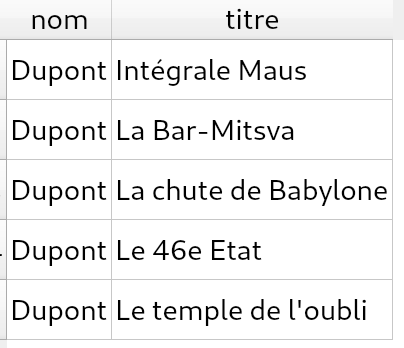 nom titre
Dupont Intégrale Maus
Dupont La Bar-Mitsva
Dupont La chute de Babylone
Dupont Le 46e Etat
Dupont Le temple de l'oubli